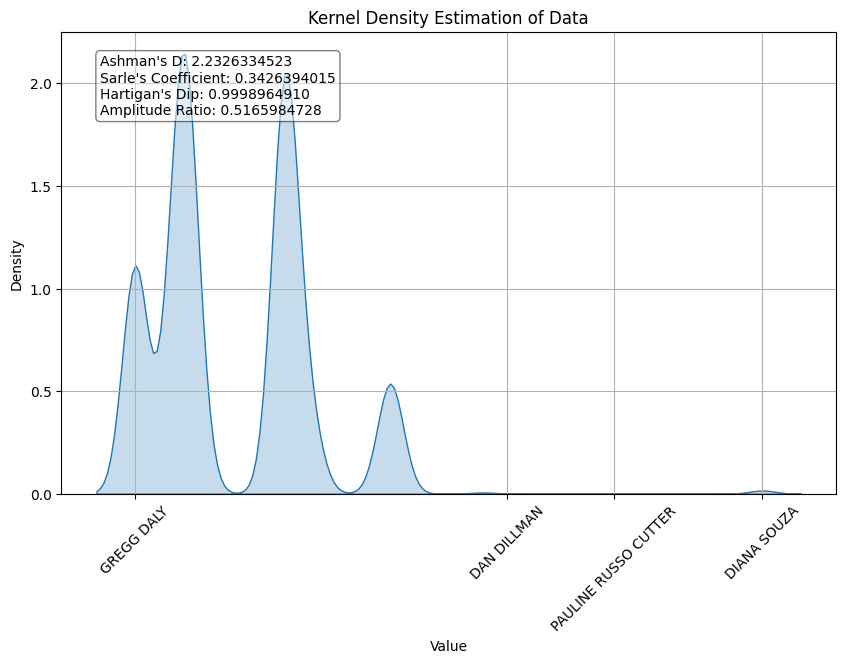 Kernel Density Estimation of Data
Ashman's D: 2.2326334523
Sarle's Coefficient: 0.3426394015
Hartigan's Dip: 0.9998964910
Amplitude Ratio: 0.5165984728
Density
2.0
1.5
1.0
0.5
0.0
GREGG DALY
DAN DILLMAN
PAULINE RUSSO CUTTER
DIANA SOUZA
Value